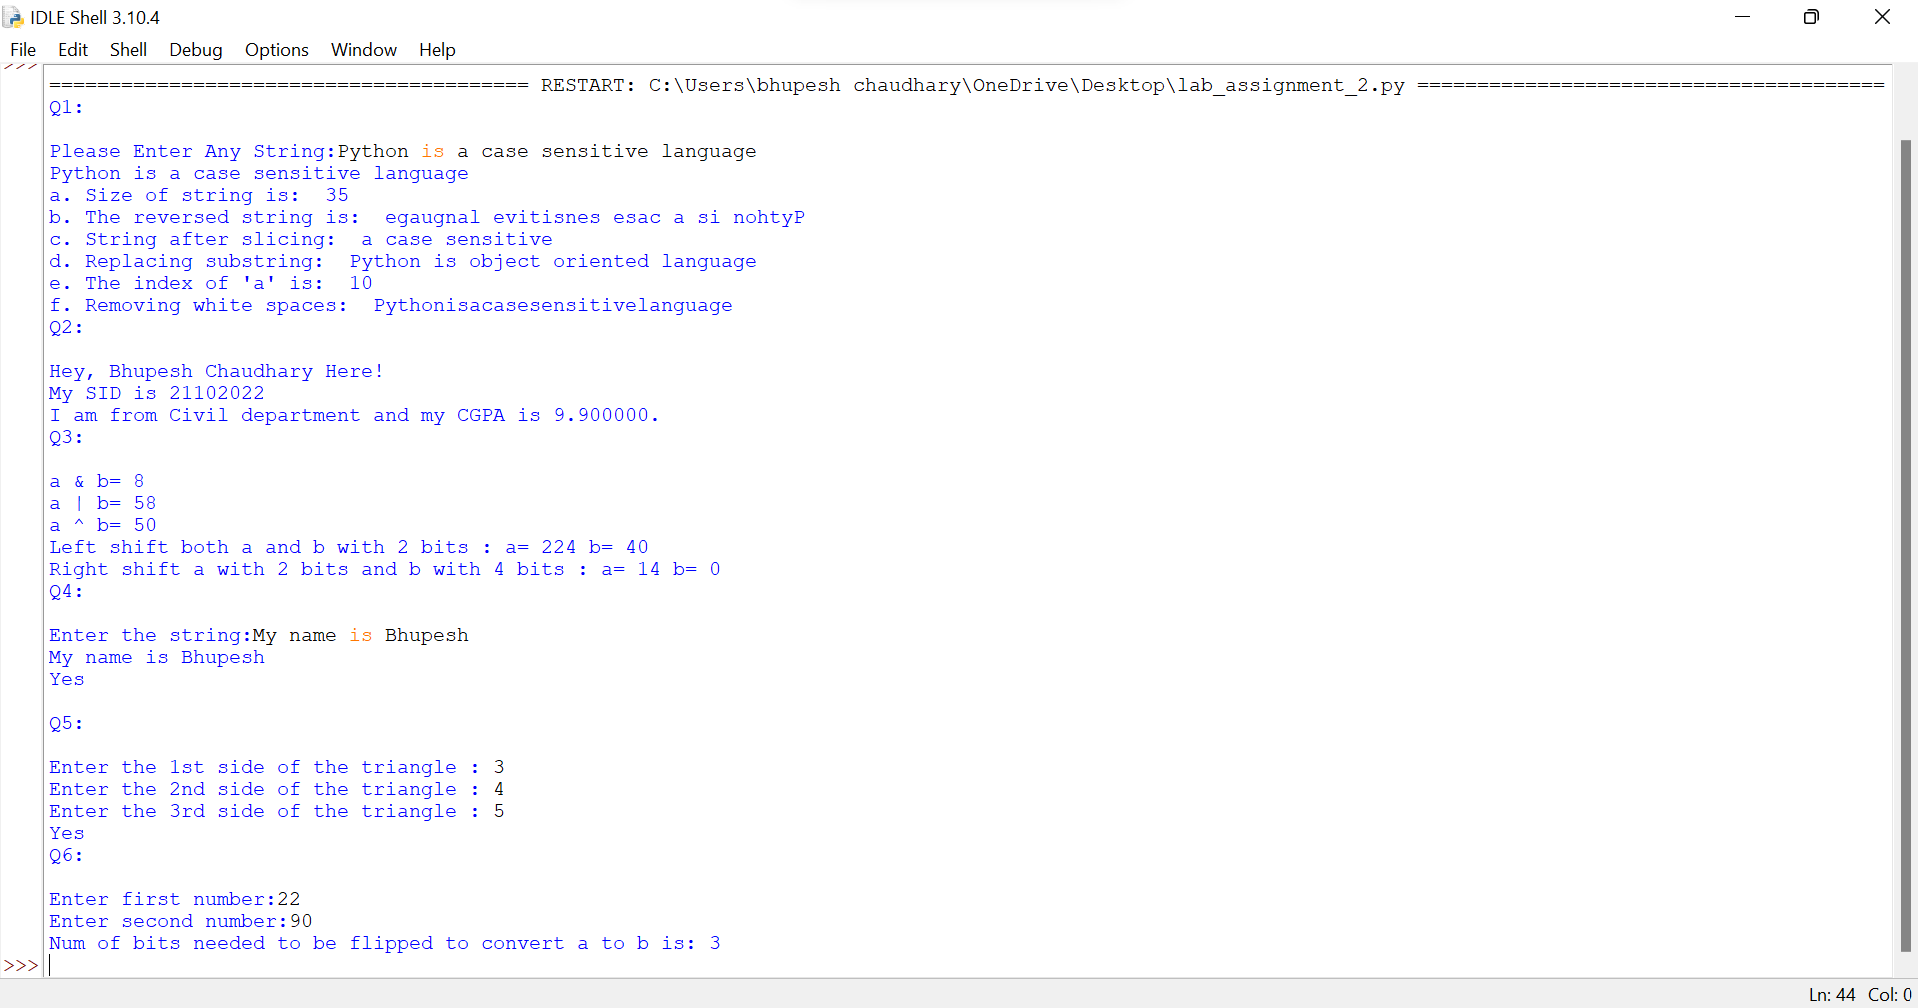 IDLE Shell 3.10.4
File Edit Shell Debug Options Window Help
>>>
======================================== RESTART: C:\Users\bhupesh chaudhary\OneDrive\Desktop\lab_assignment_2.py =======================================
Q1:
Please Enter Any String:Python is a case sensitive language
Python is a case sensitive language
a. Size of string is:  35
b. The reversed string is:  egaugnal evitisnes esac a si nohtyP
c. String after slicing:  a case sensitive
d. Replacing substring:  Python is object oriented language
e. The index of 'a' is:  10
f. Removing white spaces:  Pythonisacasesensitivelanguage
Q2:
Hey, Bhupesh Chaudhary Here!
My SID is 21102022
I am from Civil department and my CGPA is 9.900000.
Q3:
a & b= 8
a | b= 58
a ^ b= 50
Left shift both a and b with 2 bits : a= 224 b= 40
Right shift a with 2 bits and b with 4 bits : a= 14 b= 0
Q4:
Enter the string:My name is Bhupesh
My name is Bhupesh
Yes
Q5:
Enter the 1st side of the triangle : 3
Enter the 2nd side of the triangle : 4
Enter the 3rd side of the triangle : 5
Yes
Q6:
Enter first number:22
Enter second number:90
Num of bits needed to be flipped to convert a to b is: 3
>>>
Ln: 44 Col: 0